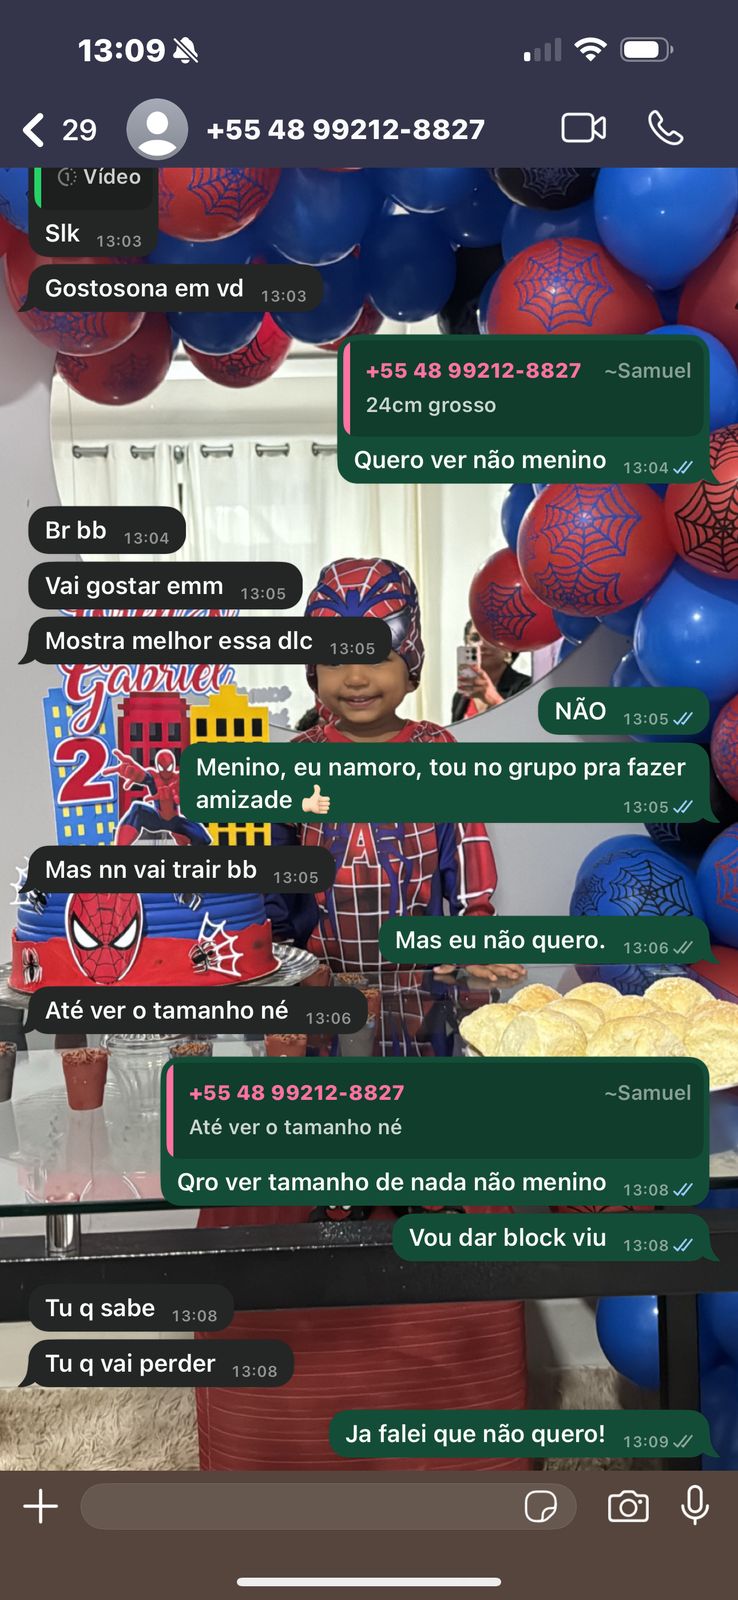 13:09
29
+55 48 99212-8827
Vídeo
Slk 13:03
Gostosona em vd 13:03
+55 48 99212-8827 ~Samuel
24cm grosso
Quero ver não menino 13:04
Br bb 13:04
Vai gostar emm 13:05
Mostra melhor essa dlc 13:05
Gabriel
2
NÃO 13:05
Menino, eu namoro, tou no grupo pra fazer
amizade 👍🏻 13:05
Mas nn vai trair bb 13:05
Mas eu não quero. 13:06
Até ver o tamanho né 13:06
+55 48 99212-8827 ~Samuel
Até ver o tamanho né
Qro ver tamanho de nada não menino 13:08
Vou dar block viu 13:08
Tu q sabe 13:08
Tu q vai perder 13:08
Ja falei que não quero! 13:09